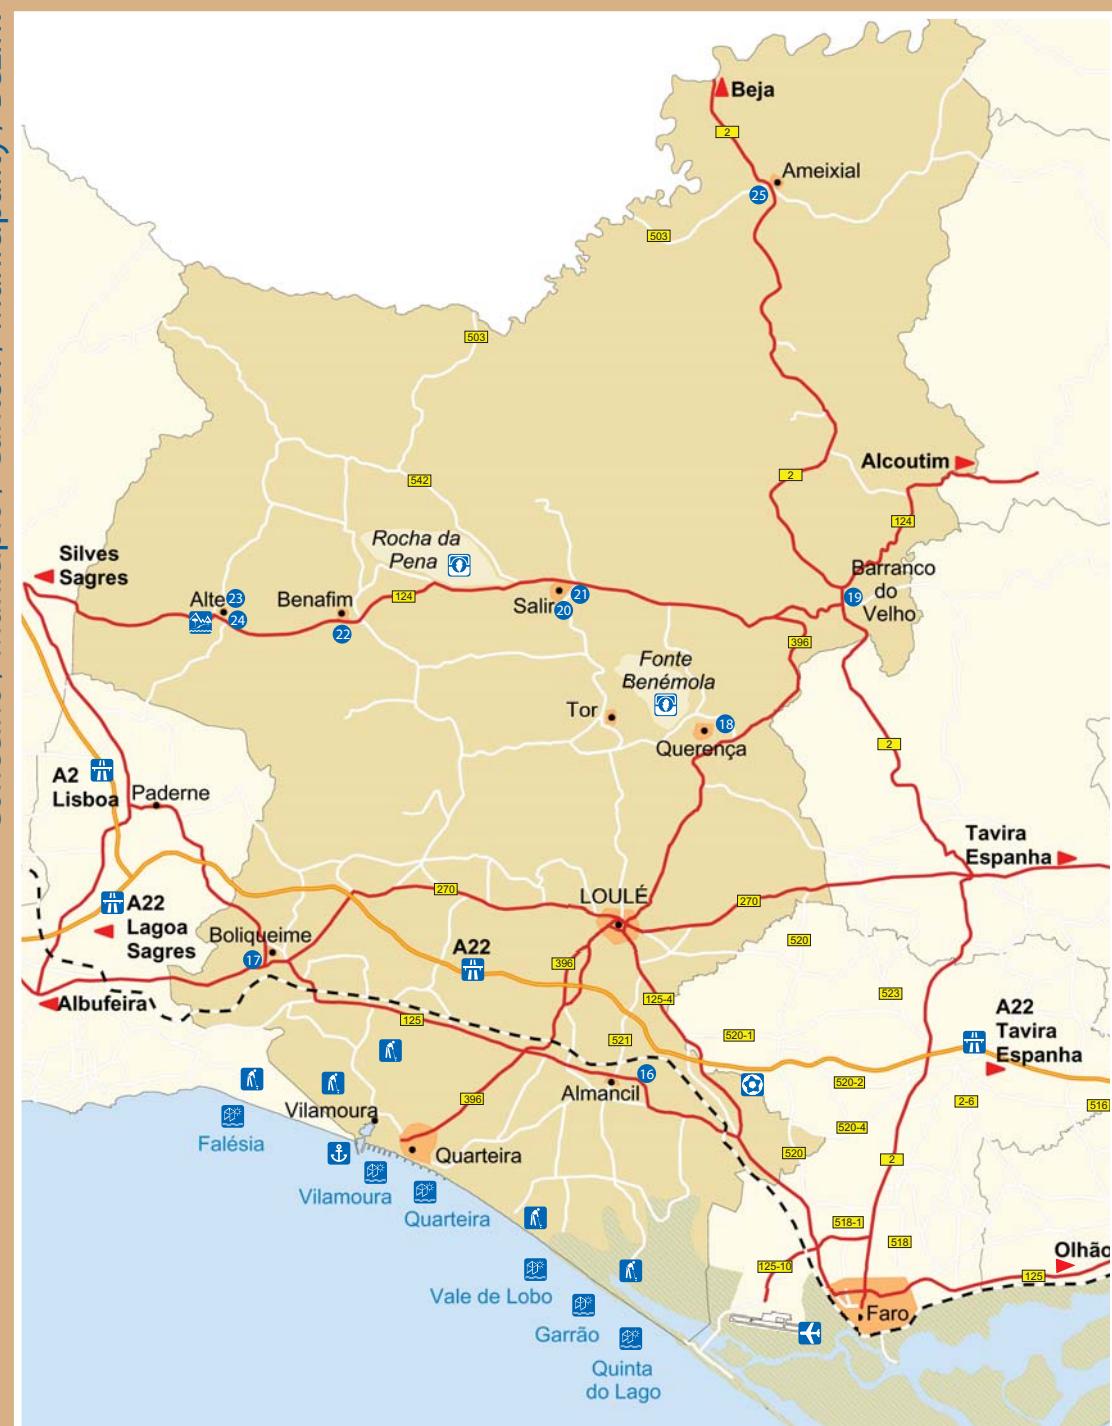 Beja
2
Ameixial
25
503
503
Alcoutim
2
542
124
Rocha da
Pena
Silves
Sagres
Barranco
do
Velho
Alte
23
24
Benafim
22
124
Salir
21
20
19
396
Fonte
Benémola
Tor
18
Querença
2
A2
Lisboa
Paderne
Tavira
Espanha
A22
Lagoa
Sagres
270
LOULÉ
270
Boliqueime
17
A22
520
396
523
Albufeira
125-4
A22
Tavira
Espanha
125
521
520-1
16
Almancil
520-2
2-6
516
396
Vilamoura
Falésia
520-4
Quarteira
520
2
Vilamoura
Quarteira
518-1
518
Olhão
125-10
125
Vale de Lobo
Garrão
Faro
Quinta
do Lago